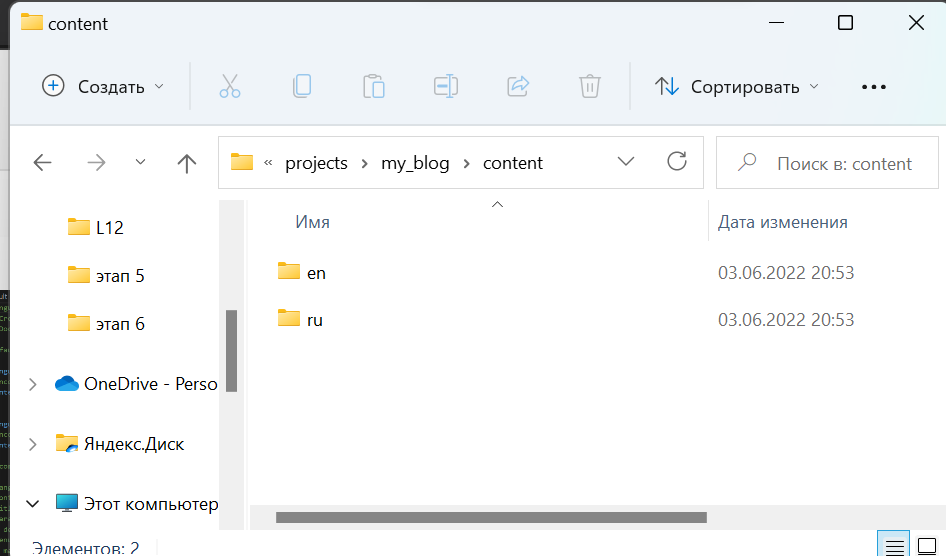 content
Создать
Сортировать
« projects › my_blog › content
Поиск в: content
L12
этап 5
этап 6
OneDrive - Perso
Яндекс.Диск
Этот компьютер
Имя
Дата изменения
en
03.06.2022 20:53
ru
03.06.2022 20:53
Элементов: 2